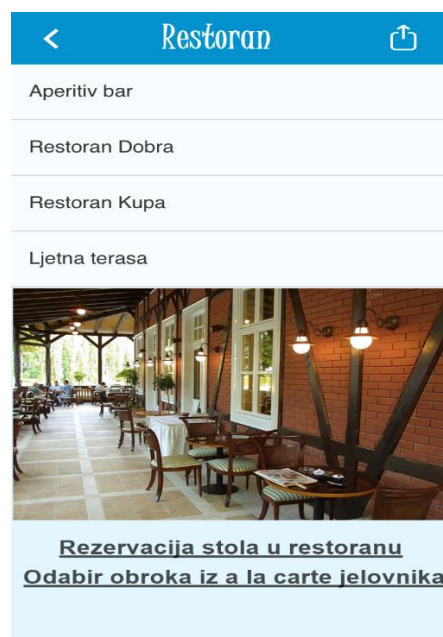 Restoran
Aperitiv bar
Restoran Dobra
Restoran Kupa
Ljetna terasa
Rezervacija stola u restoranu
Odabir obroka iz a la carte jelovnika